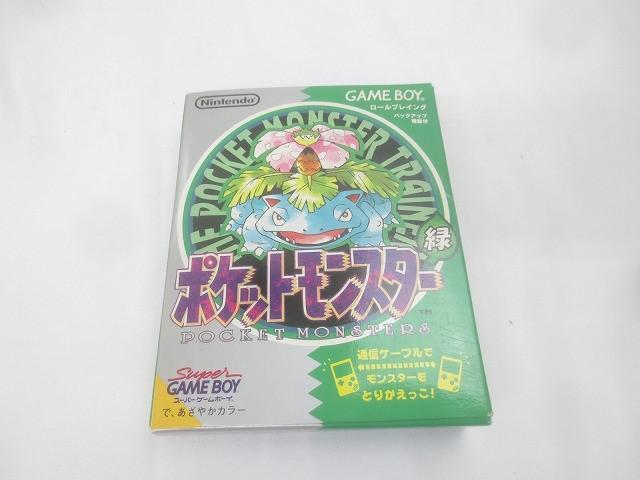 Nintendo
GAME BOY
ロールプレイング
バックアップ
機能付
THE POCKET MONSTER TRAINER
緑
ポケットモンスター
TM
POCKET MONSTERS
通信ケーブルで
モンスターを
とりかえっこ!
Super
GAME BOY
スーパーゲームボーイ
で、あざやかカラー